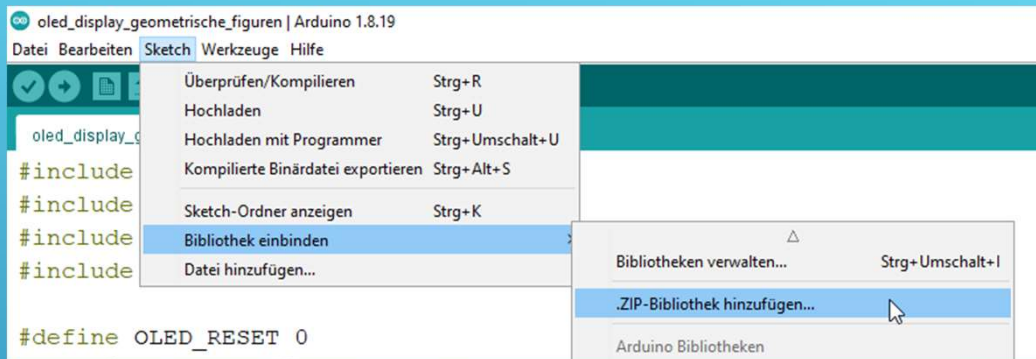 oled_display_geometrische_figuren | Arduino 1.8.19
Datei Bearbeiten Sketch Werkzeuge Hilfe
Überprüfen/Kompilieren Strg+R
Hochladen Strg+U
Hochladen mit Programmer Strg+Umschalt+U
Kompilierte Binärdatei exportieren Strg+Alt+S
Sketch-Ordner anzeigen Strg+K
Bibliothek einbinden
Datei hinzufügen...
Bibliotheken verwalten... Strg+Umschalt+I
.ZIP-Bibliothek hinzufügen...
Arduino Bibliotheken
oled_display_
#include
#include
#include
#include
#define OLED_RESET 0